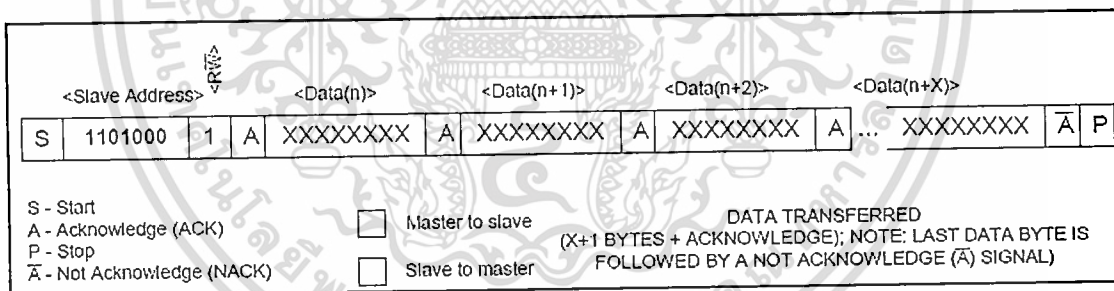 <R/W̅>
<Slave Address> <Data(n)> <Data(n+1)> <Data(n+2)> <Data(n+X)>
S 1101000 1 A XXXXXXXX A XXXXXXXX A XXXXXXXX A ... XXXXXXXX A̅ P
S - Start
A - Acknowledge (ACK)
P - Stop
A̅ - Not Acknowledge (NACK)
Master to slave
Slave to master
DATA TRANSFERRED
(X+1 BYTES + ACKNOWLEDGE); NOTE: LAST DATA BYTE IS
FOLLOWED BY A NOT ACKNOWLEDGE (A̅) SIGNAL)